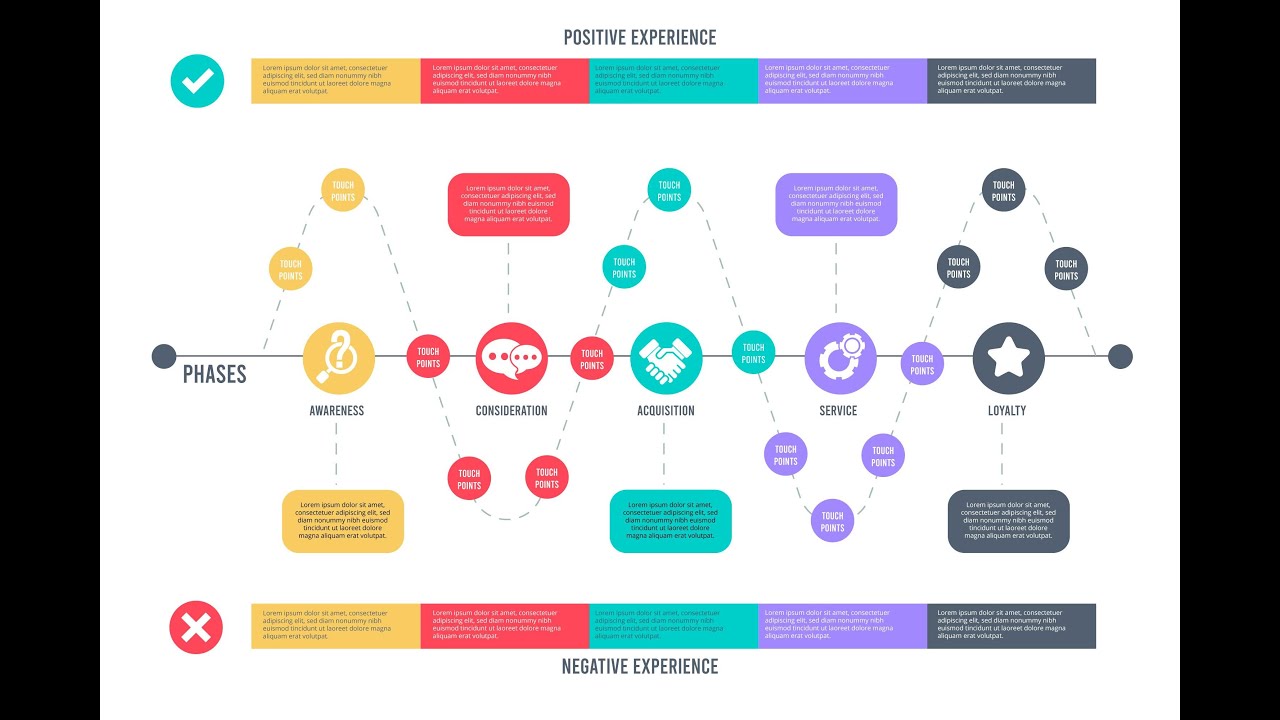 POSITIVE EXPERIENCE
Lorem ipsum dolor sit amet, consectetuer
adipiscing elit, sed diam nonummy nibh
euismod tincidunt ut laoreet dolore magna
aliquam erat volutpat.
Lorem ipsum dolor sit amet, consectetuer
adipiscing elit, sed diam nonummy nibh
euismod tincidunt ut laoreet dolore magna
aliquam erat volutpat.
Lorem ipsum dolor sit amet, consectetuer
adipiscing elit, sed diam nonummy nibh
euismod tincidunt ut laoreet dolore magna
aliquam erat volutpat.
Lorem ipsum dolor sit amet, consectetuer
adipiscing elit, sed diam nonummy nibh
euismod tincidunt ut laoreet dolore magna
aliquam erat volutpat.
Lorem ipsum dolor sit amet, consectetuer
adipiscing elit, sed diam nonummy nibh
euismod tincidunt ut laoreet dolore magna
aliquam erat volutpat.
TOUCH
POINTS
Lorem ipsum dolor sit amet,
consectetuer adipiscing elit, sed
diam nonummy nibh euismod
tincidunt ut laoreet dolore
magna aliquam erat volutpat.
TOUCH
POINTS
Lorem ipsum dolor sit amet,
consectetuer adipiscing elit, sed
diam nonummy nibh euismod
tincidunt ut laoreet dolore
magna aliquam erat volutpat.
TOUCH
POINTS
TOUCH
POINTS
TOUCH
POINTS
TOUCH
POINTS
TOUCH
POINTS
PHASES
TOUCH
POINTS
TOUCH
POINTS
TOUCH
POINTS
TOUCH
POINTS
AWARENESS
CONSIDERATION
ACQUISITION
SERVICE
LOYALTY
TOUCH
POINTS
TOUCH
POINTS
TOUCH
POINTS
TOUCH
POINTS
TOUCH
POINTS
Lorem ipsum dolor sit amet,
consectetuer adipiscing elit, sed
diam nonummy nibh euismod
tincidunt ut laoreet dolore
magna aliquam erat volutpat.
Lorem ipsum dolor sit amet,
consectetuer adipiscing elit, sed
diam nonummy nibh euismod
tincidunt ut laoreet dolore
magna aliquam erat volutpat.
Lorem ipsum dolor sit amet,
consectetuer adipiscing elit, sed
diam nonummy nibh euismod
tincidunt ut laoreet dolore
magna aliquam erat volutpat.
Lorem ipsum dolor sit amet, consectetuer
adipiscing elit, sed diam nonummy nibh
euismod tincidunt ut laoreet dolore magna
aliquam erat volutpat.
Lorem ipsum dolor sit amet, consectetuer
adipiscing elit, sed diam nonummy nibh
euismod tincidunt ut laoreet dolore magna
aliquam erat volutpat.
Lorem ipsum dolor sit amet, consectetuer
adipiscing elit, sed diam nonummy nibh
euismod tincidunt ut laoreet dolore magna
aliquam erat volutpat.
Lorem ipsum dolor sit amet, consectetuer
adipiscing elit, sed diam nonummy nibh
euismod tincidunt ut laoreet dolore magna
aliquam erat volutpat.
Lorem ipsum dolor sit amet, consectetuer
adipiscing elit, sed diam nonummy nibh
euismod tincidunt ut laoreet dolore magna
aliquam erat volutpat.
NEGATIVE EXPERIENCE